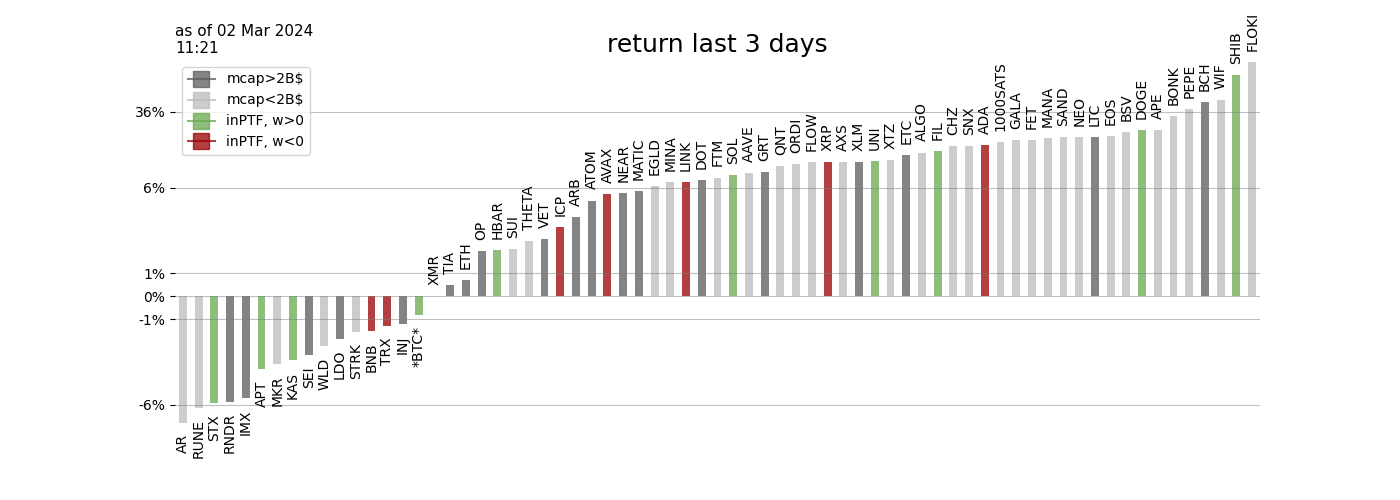 as of 02 Mar 2024
11:21
return last 3 days
mcap>2B$
mcap<2B$
inPTF, w>0
inPTF, w<0
36%
6%
1%
0%
-1%
-6%
AR
RUNE
STX
RNDR
IMX
APT
MKR
KAS
SEI
WLD
LDO
STRK
BNB
TRX
INJ
*BTC*
XMR
TIA
ETH
OP
HBAR
SUI
THETA
VET
ICP
ARB
ATOM
AVAX
NEAR
MATIC
EGLD
MINA
LINK
DOT
FTM
SOL
AAVE
GRT
QNT
ORDI
FLOW
XRP
AXS
XLM
UNI
XTZ
ETC
ALGO
FIL
CHZ
SNX
ADA
1000SATS
GALA
FET
MANA
SAND
NEO
LTC
EOS
BSV
DOGE
APE
BONK
PEPE
BCH
WIF
SHIB
FLOKI